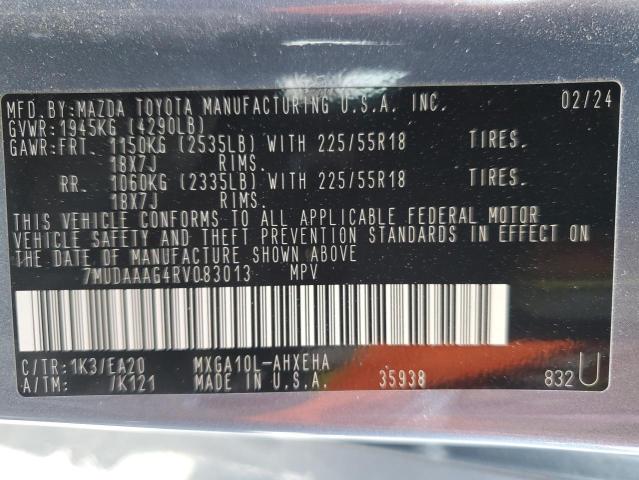 MFD.BY:MAZDA TOYOTA MANUFACTURING U.S.A. INC. 02/24
GVWR:1945KG (4290LB)
GAWR:FRT. 1150KG (2535LB) WITH 225/55R18 TIRES.
18X7J RIMS.
RR. 1060KG (2335LB) WITH 225/55R18 TIRES.
18X7J RIMS.
THIS VEHICLE CONFORMS TO ALL APPLICABLE FEDERAL MOTOR
VEHICLE SAFETY AND THEFT PREVENTION STANDARDS IN EFFECT ON
THE DATE OF MANUFACTURE SHOWN ABOVE
7MUDAAAG4RV083013 MPV
C/TR:1K3/EA20 MXGA10L-AHXEHA
A/TM: /K121 MADE IN U.S.A. 35938 832U